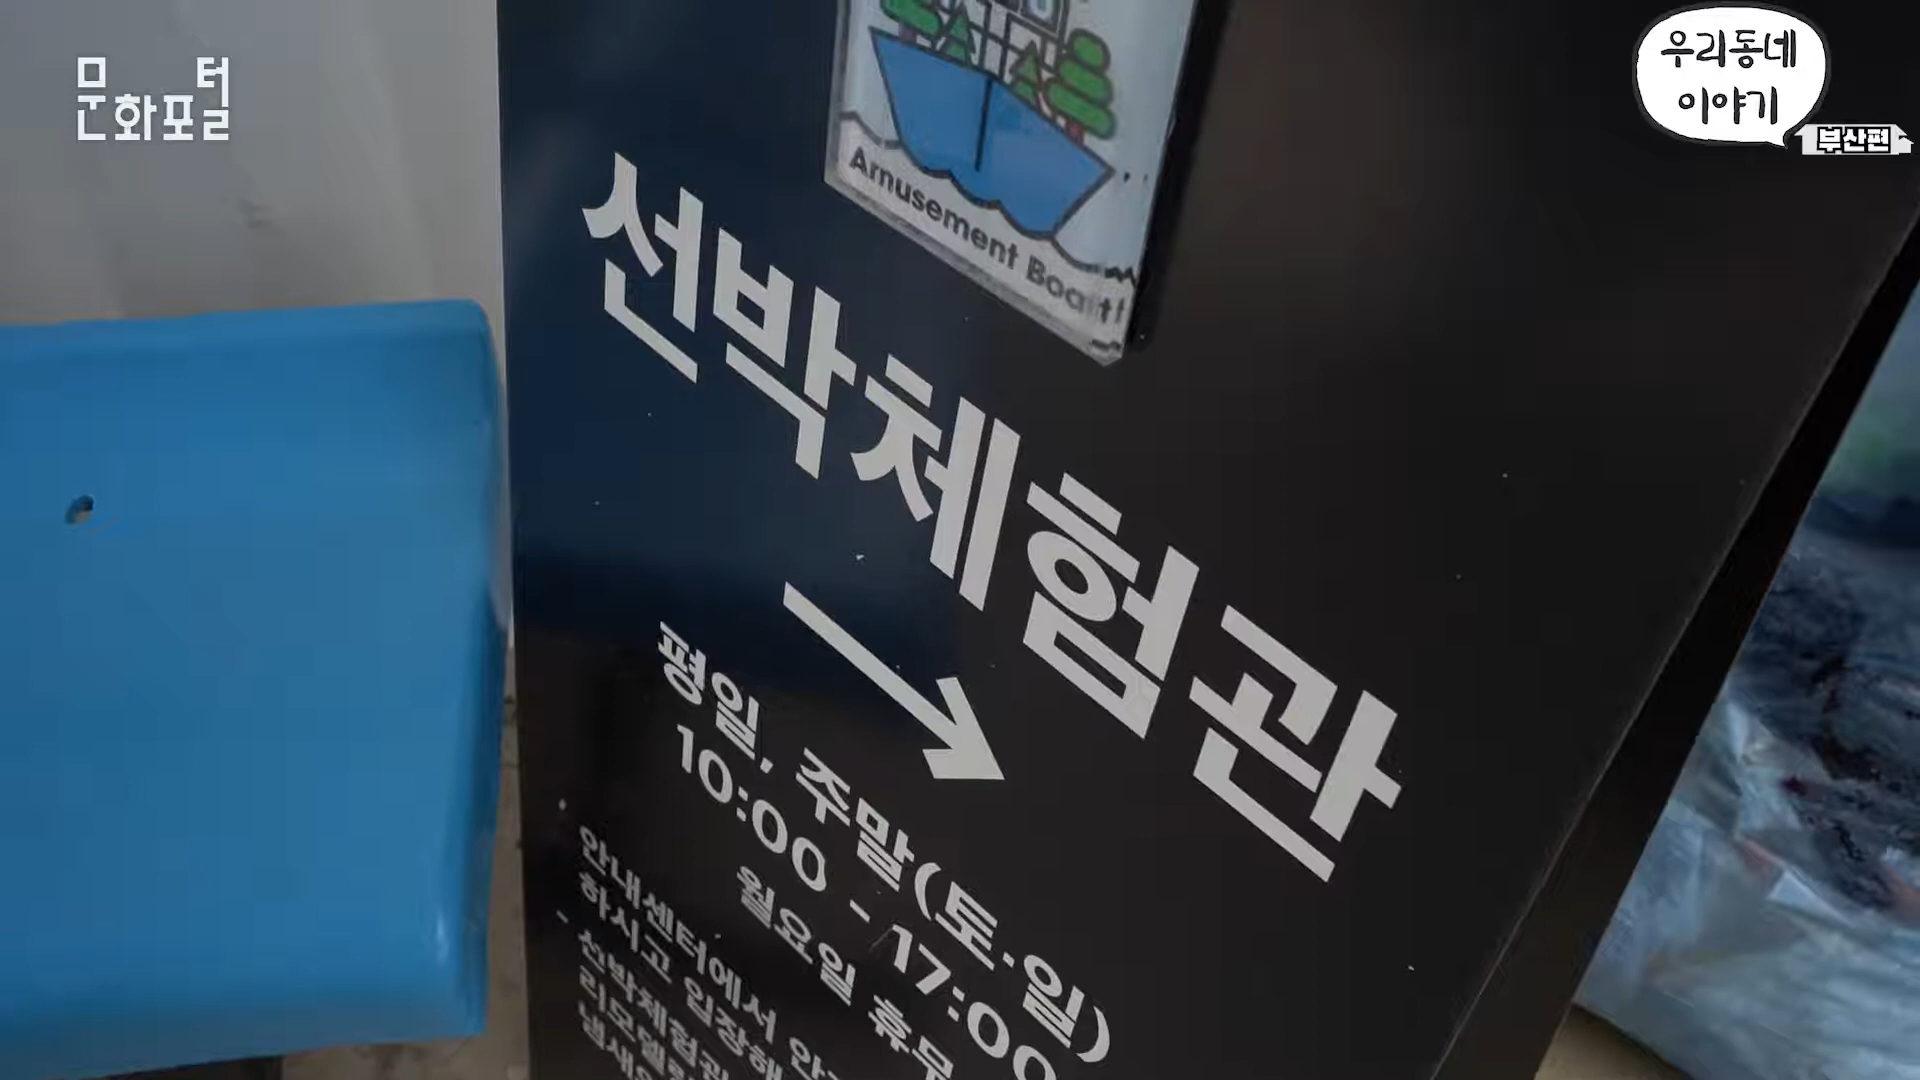 문화포털
우리동네
이야기
부산편
Amusement Boat!!
선박체험관
평일, 주말(토·일)
10:00 - 17:00
월요일 휴무
안내센터에서
하시고 입장해
- 선박체험관